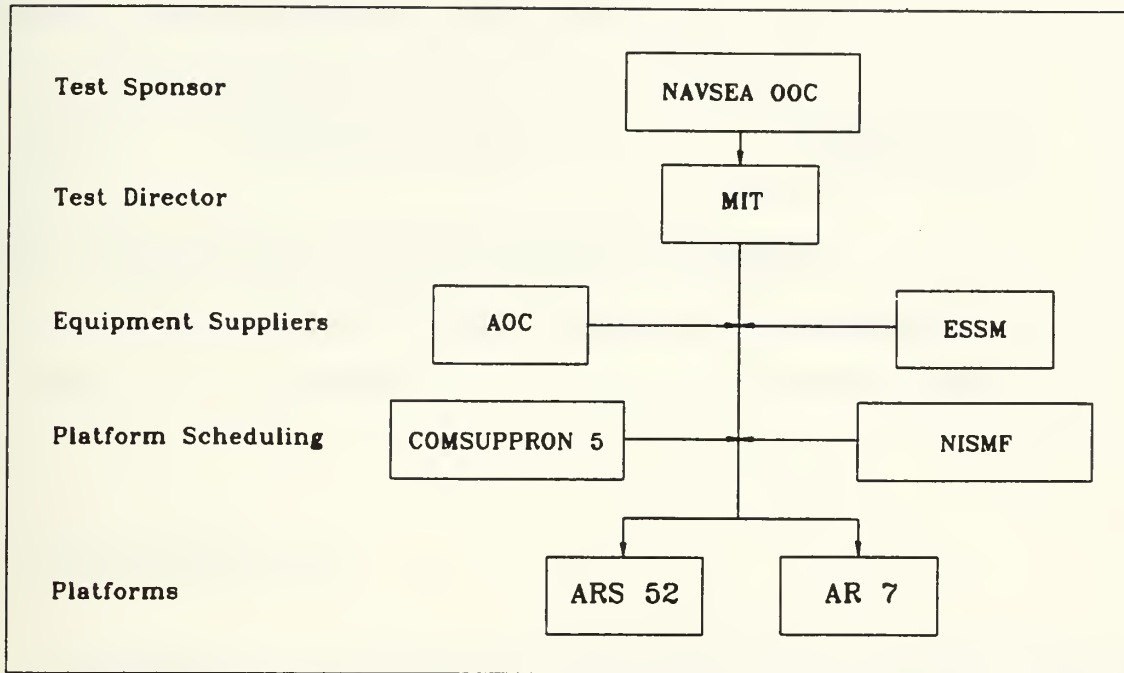 Test Sponsor
NAVSEA OOC
Test Director
MIT
Equipment Suppliers
AOC
ESSM
Platform Scheduling
COMSUPPRON 5
NISMF
Platforms
ARS 52
AR 7